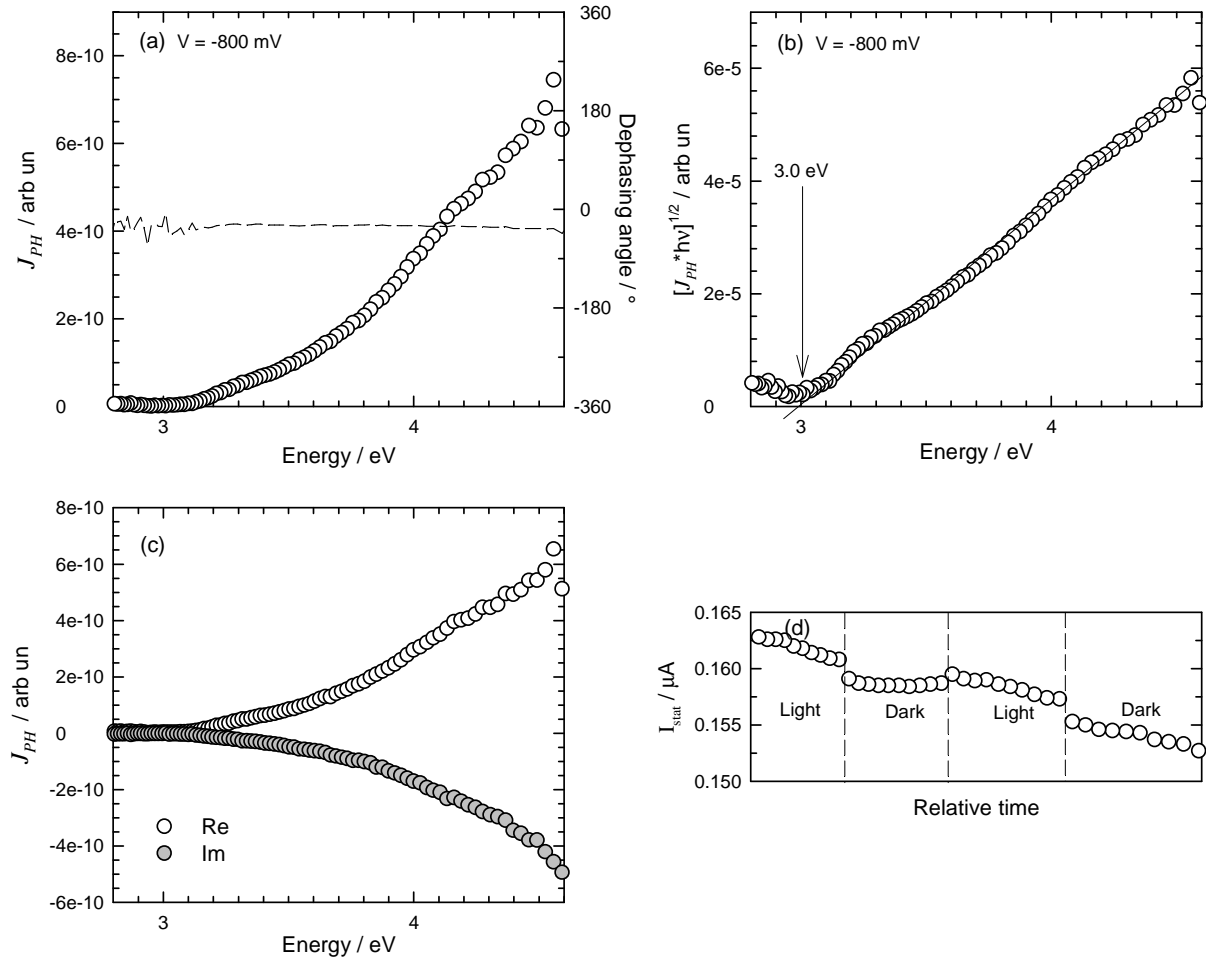 (a) V = -800 mV
8e-10
6e-10
4e-10
2e-10
0
J_PH / arb un
360
180
0
-180
-360
Dephasing angle / °
3 4
Energy / eV
(b) V = -800 mV
6e-5
4e-5
2e-5
0
[J_PH*hν]^1/2 / arb un
3.0 eV
3 4
Energy / eV
(c)
8e-10
6e-10
4e-10
2e-10
0
-2e-10
-4e-10
-6e-10
J_PH / arb un
Re
Im
3 4
Energy / eV
(d)
0.165
0.160
0.155
0.150
I_stat / µA
Light Dark Light Dark
Relative time